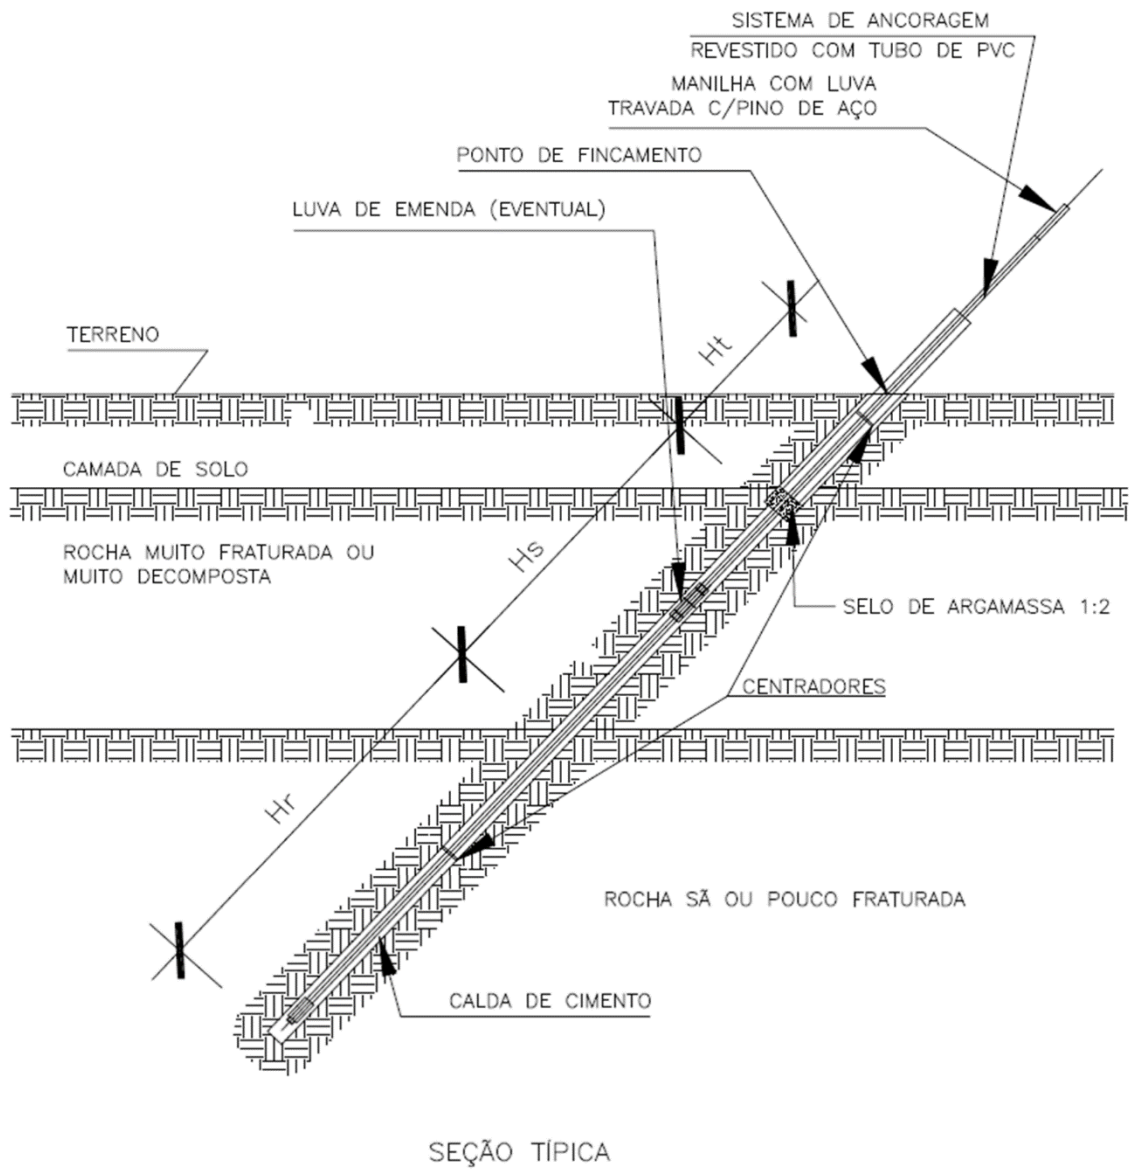 SISTEMA DE ANCORAGEM
REVESTIDO COM TUBO DE PVC
MANILHA COM LUVA
TRAVADA C/PINO DE AÇO
PONTO DE FINCAMENTO
LUVA DE EMENDA (EVENTUAL)
TERRENO
Ht
CAMADA DE SOLO
ROCHA MUITO FRATURADA OU
MUITO DECOMPOSTA
Hs
SELO DE ARGAMASSA 1:2
CENTRADORES
Hr
ROCHA SÃ OU POUCO FRATURADA
CALDA DE CIMENTO
SEÇÃO TÍPICA